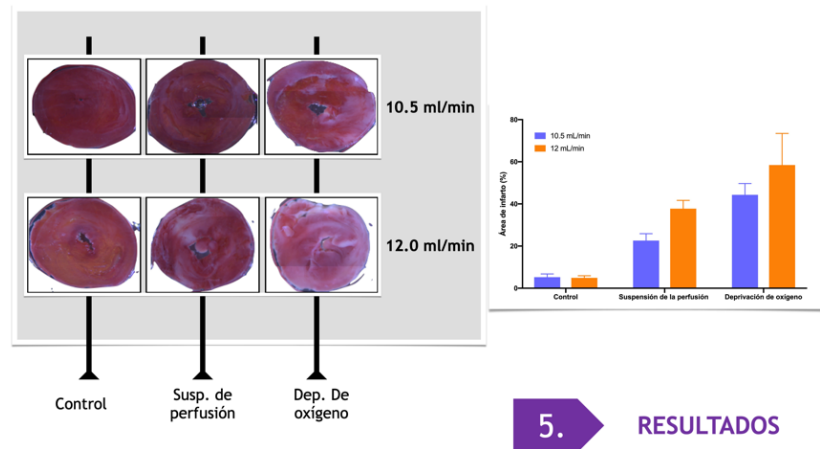 10.5 ml/min
12.0 ml/min
Control
Susp. de
perfusión
Dep. De
oxígeno
80
60
40
20
0
10.5 mL/min
12 mL/min
Área de infarto (%)
Control
Suspensión de la perfusión
Deprivación de oxígeno
5.
RESULTADOS